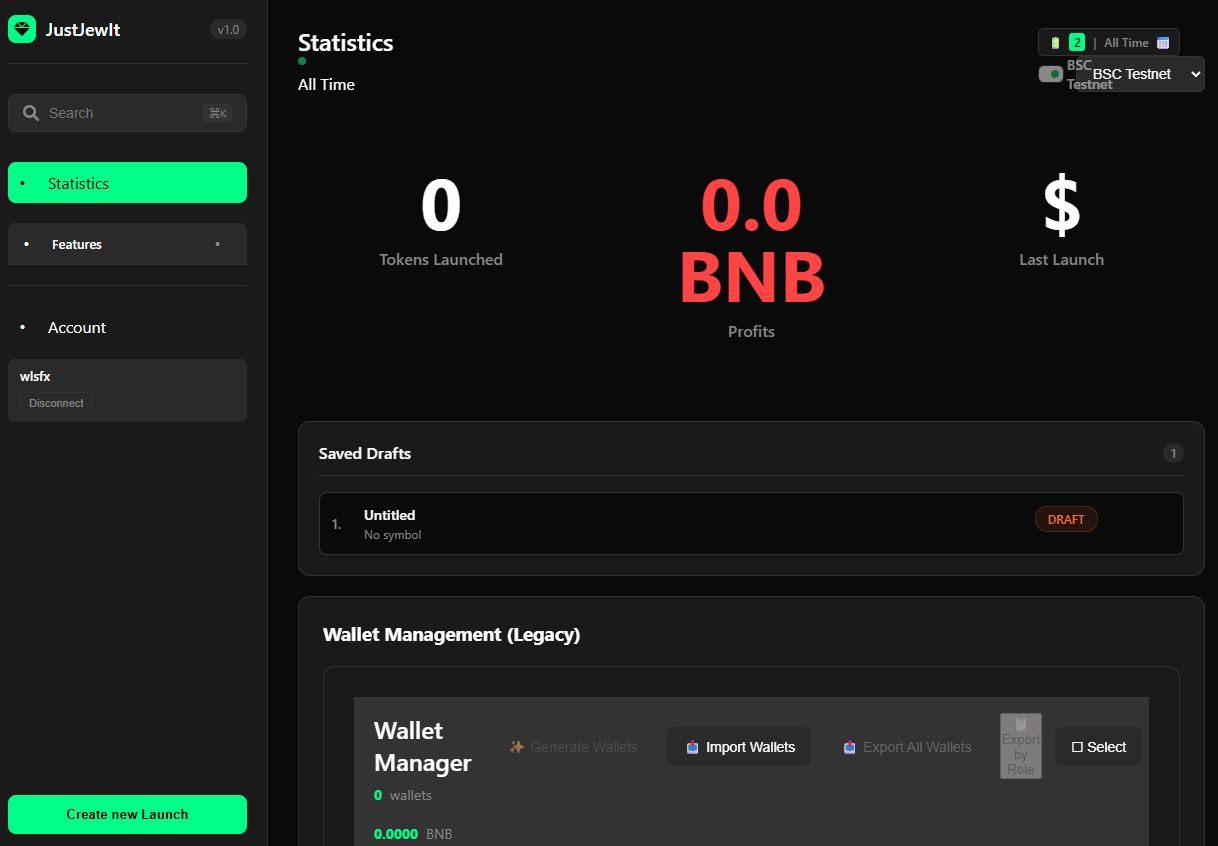 JustJewIt
v1.0
Search
⌘K
Statistics
Features
Account
wlsfx
Disconnect
Create new Launch
Statistics
All Time
2 | All Time
BSC Testnet
BSC Testnet
0
Tokens Launched
0.0
BNB
Profits
$
Last Launch
Saved Drafts
1
1.
Untitled
No symbol
DRAFT
Wallet Management (Legacy)
Wallet
Manager
0 wallets
0.0000 BNB
Generate Wallets
Import Wallets
Export All Wallets
Export
by
Role
Select